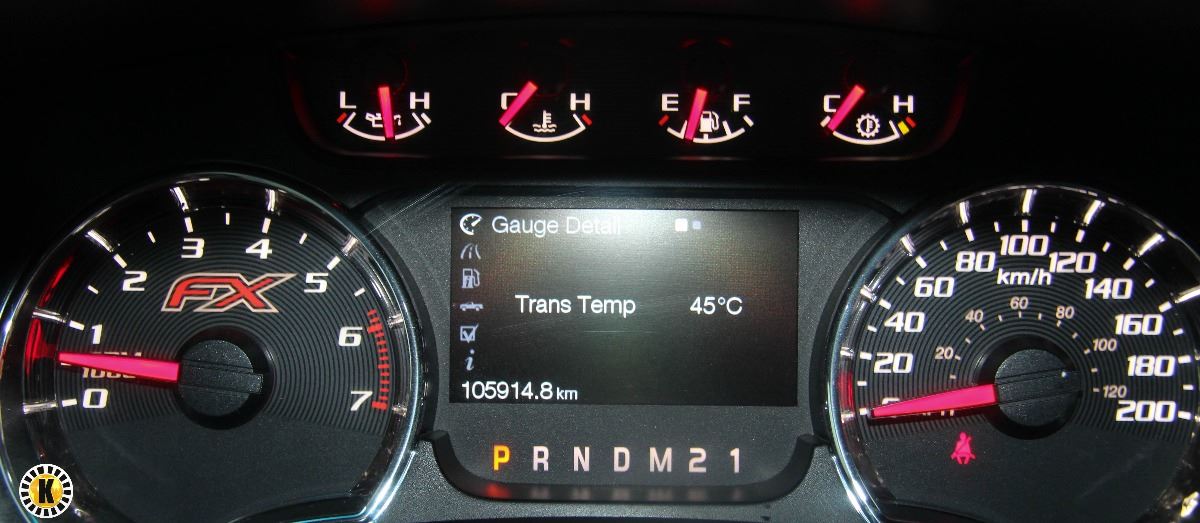 L H
C H
E F
C H
Gauge Detail
Trans Temp 45°C
105914.8 km
P R N D M 2 1
FX
0 1 2 3 4 5 6 7
km/h
20 40 60 80 100 120 140 160 180 200
20 40 60 80 100 120
K